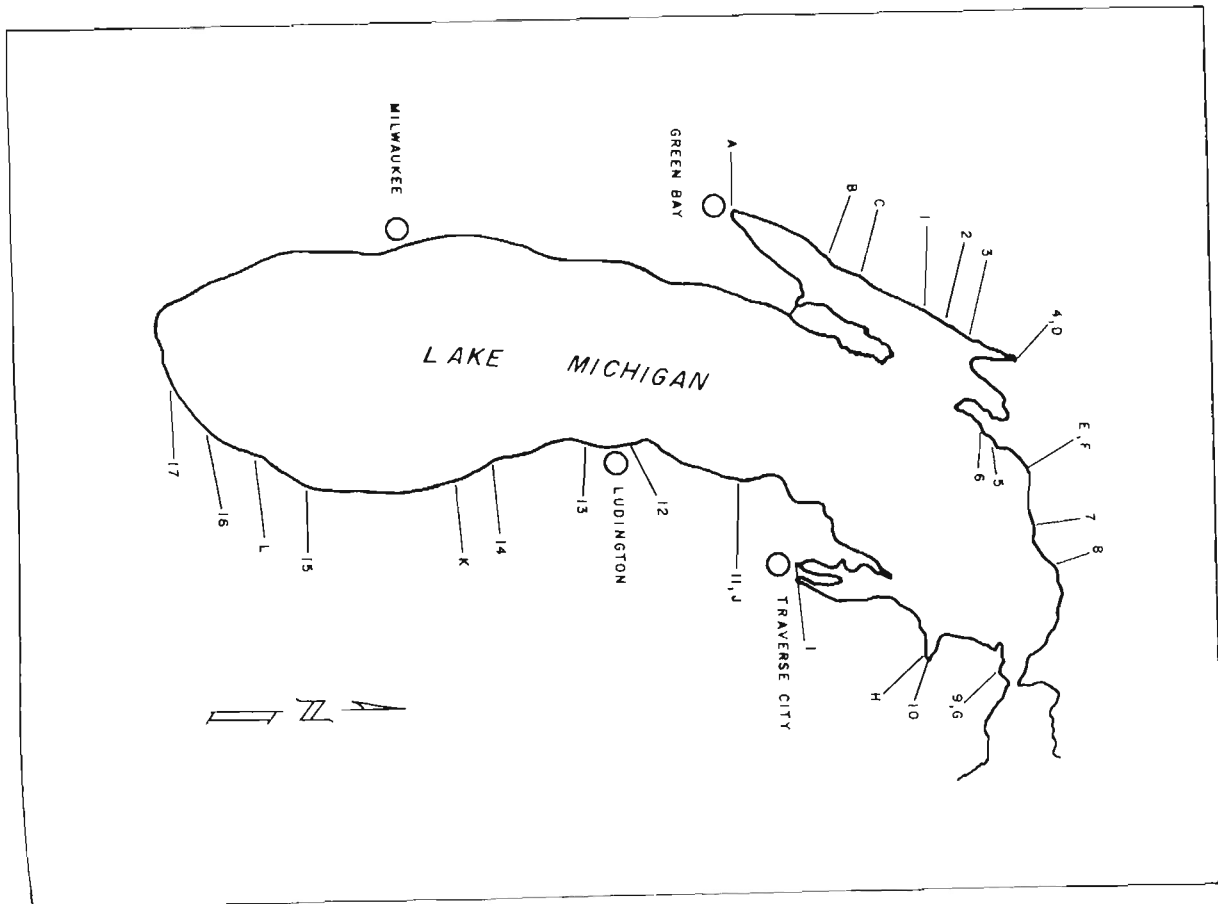 MILWAUKEE
GREEN BAY
A
B
C
1
2
3
4,D
E,F
5
6
7
8
9,G
10
H
I
TRAVERSE CITY
11,J
12
LUDINGTON
13
14
K
15
L
16
17
LAKE MICHIGAN
N